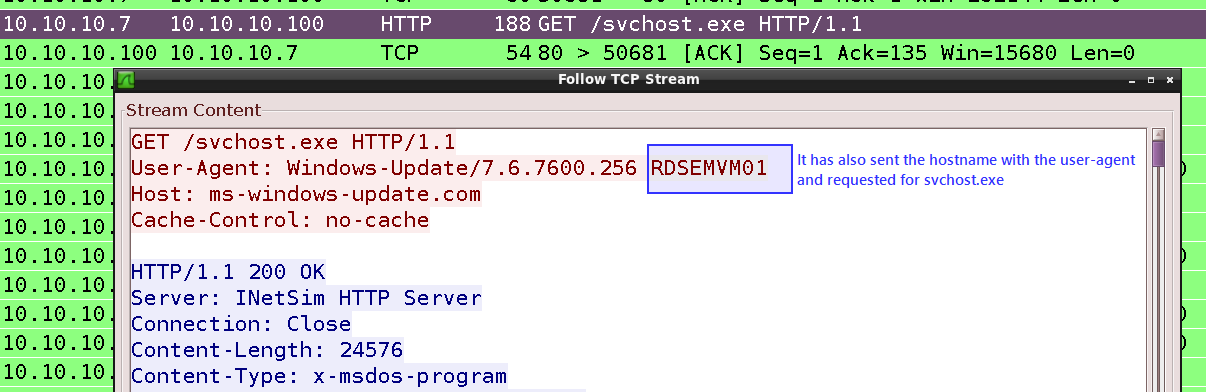 10.10.10.7 10.10.10.100 HTTP 188 GET /svchost.exe HTTP/1.1
10.10.10.100 10.10.10.7 TCP 54 80 > 50681 [ACK] Seq=1 Ack=135 Win=15680 Len=0
10.10.10.
Follow TCP Stream
10.10.10.
Stream Content
10.10.10.
GET /svchost.exe HTTP/1.1
User-Agent: Windows-Update/7.6.7600.256 RDSEMVM01
It has also sent the hostname with the user-agent
and requested for svchost.exe
10.10.10.
Host: ms-windows-update.com
10.10.10.
Cache-Control: no-cache
10.10.10.
10.10.10.
HTTP/1.1 200 OK
10.10.10.
Server: INetSim HTTP Server
10.10.10.
Connection: Close
10.10.10.
Content-Length: 24576
10.10.10.
Content-Type: x-msdos-program
10.10.10.